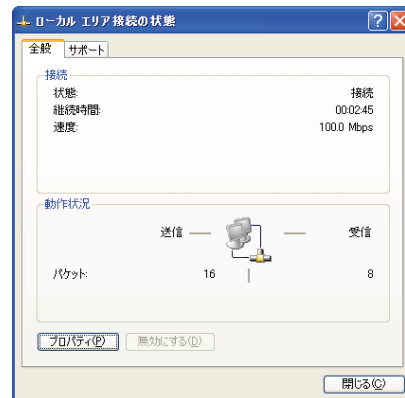 ローカル エリア接続の状態
全般 サポート
接続
状態: 接続
継続時間: 00:02:45
速度: 100.0 Mbps
動作状況
送信 — — 受信
パケット: 16 | 8
プロパティ(P) 無効にする(D)
閉じる(C)